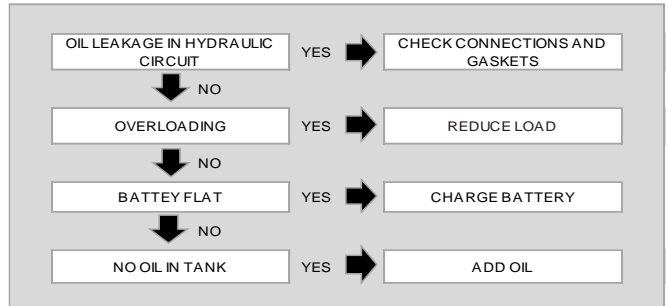 OIL LEAKAGE IN HYDRAULIC
CIRCUIT
YES
CHECK CONNECTIONS AND
GASKETS
NO
OVERLOADING
YES
REDUCE LOAD
NO
BATTEY FLAT
YES
CHARGE BATTERY
NO
NO OIL IN TANK
YES
ADD OIL